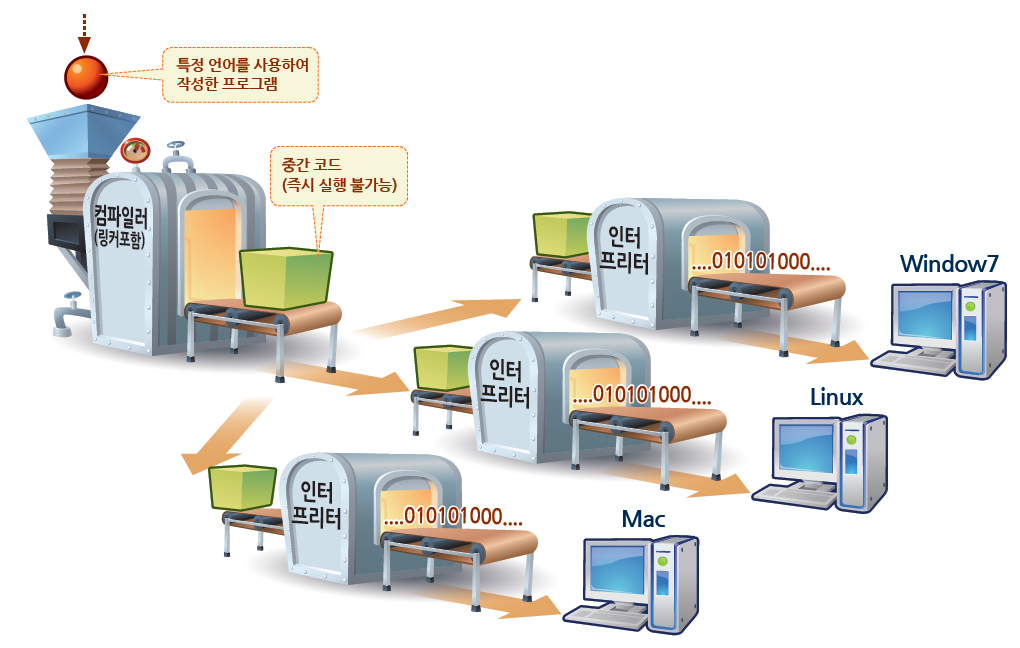 특정 언어를 사용하여
작성한 프로그램
중간 코드
(즉시 실행 불가능)
컴파일러
(링커포함)
인터
프리터
....010101000....
Window7
인터
프리터
....010101000....
Linux
인터
프리터
....010101000....
Mac